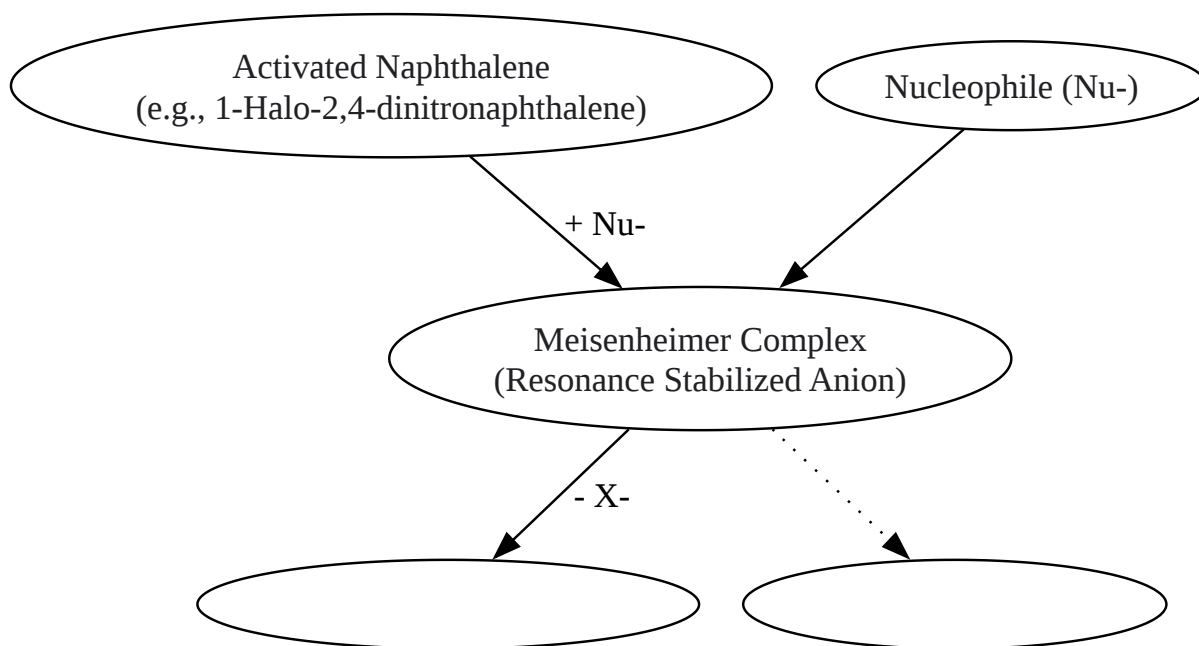 Activated Naphthalene
(e.g., 1-Halo-2,4-dinitronaphthalene)
Nucleophile (Nu-)
+ Nu-
Meisenheimer Complex
(Resonance Stabilized Anion)
- X-